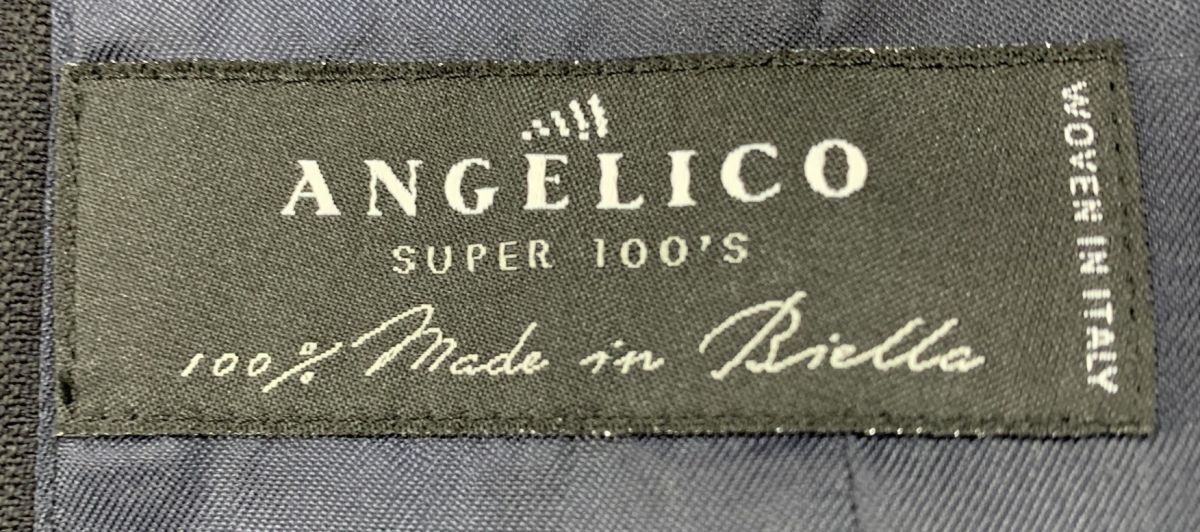 ANGELICO
SUPER 100'S
100% Made in Biella
WOVEN IN ITALY